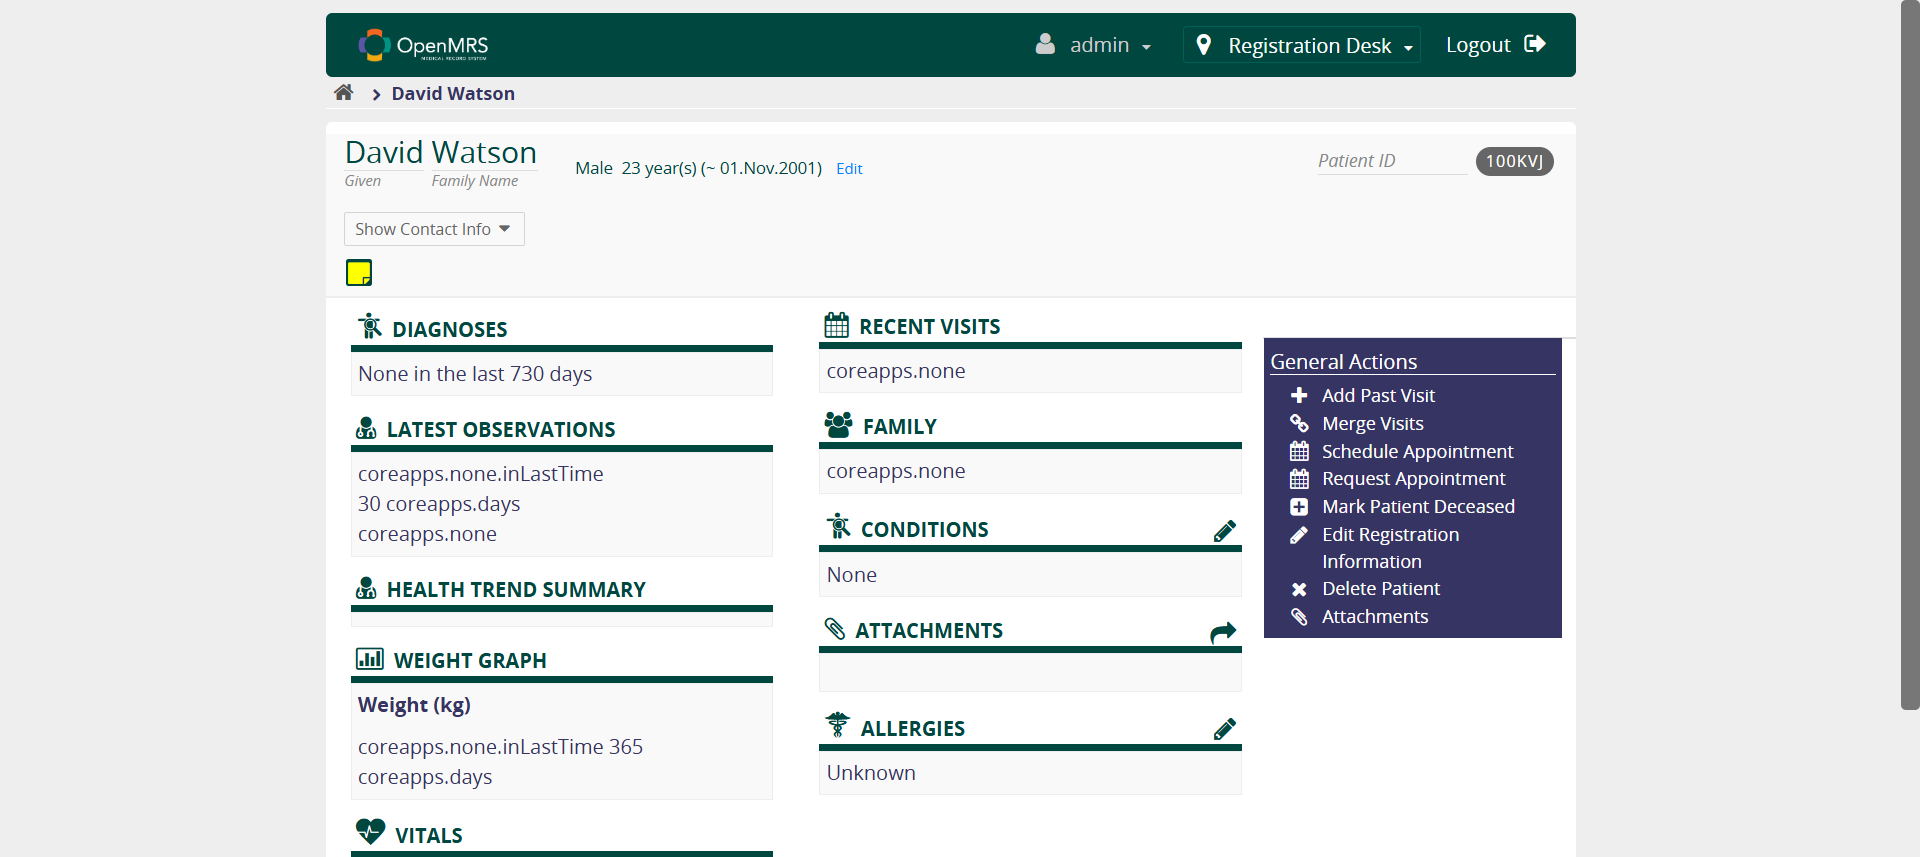 OpenMRS
MEDICAL RECORD SYSTEM
admin
Registration Desk
Logout
David Watson
David Watson
Given
Family Name
Male 23 year(s) (~ 01.Nov.2001) Edit
Patient ID
100KVJ
Show Contact Info
DIAGNOSES
None in the last 730 days
LATEST OBSERVATIONS
coreapps.none.inLastTime
30 coreapps.days
coreapps.none
HEALTH TREND SUMMARY
WEIGHT GRAPH
Weight (kg)
coreapps.none.inLastTime 365
coreapps.days
VITALS
RECENT VISITS
coreapps.none
FAMILY
coreapps.none
CONDITIONS
None
ATTACHMENTS
ALLERGIES
Unknown
General Actions
Add Past Visit
Merge Visits
Schedule Appointment
Request Appointment
Mark Patient Deceased
Edit Registration
Information
Delete Patient
Attachments